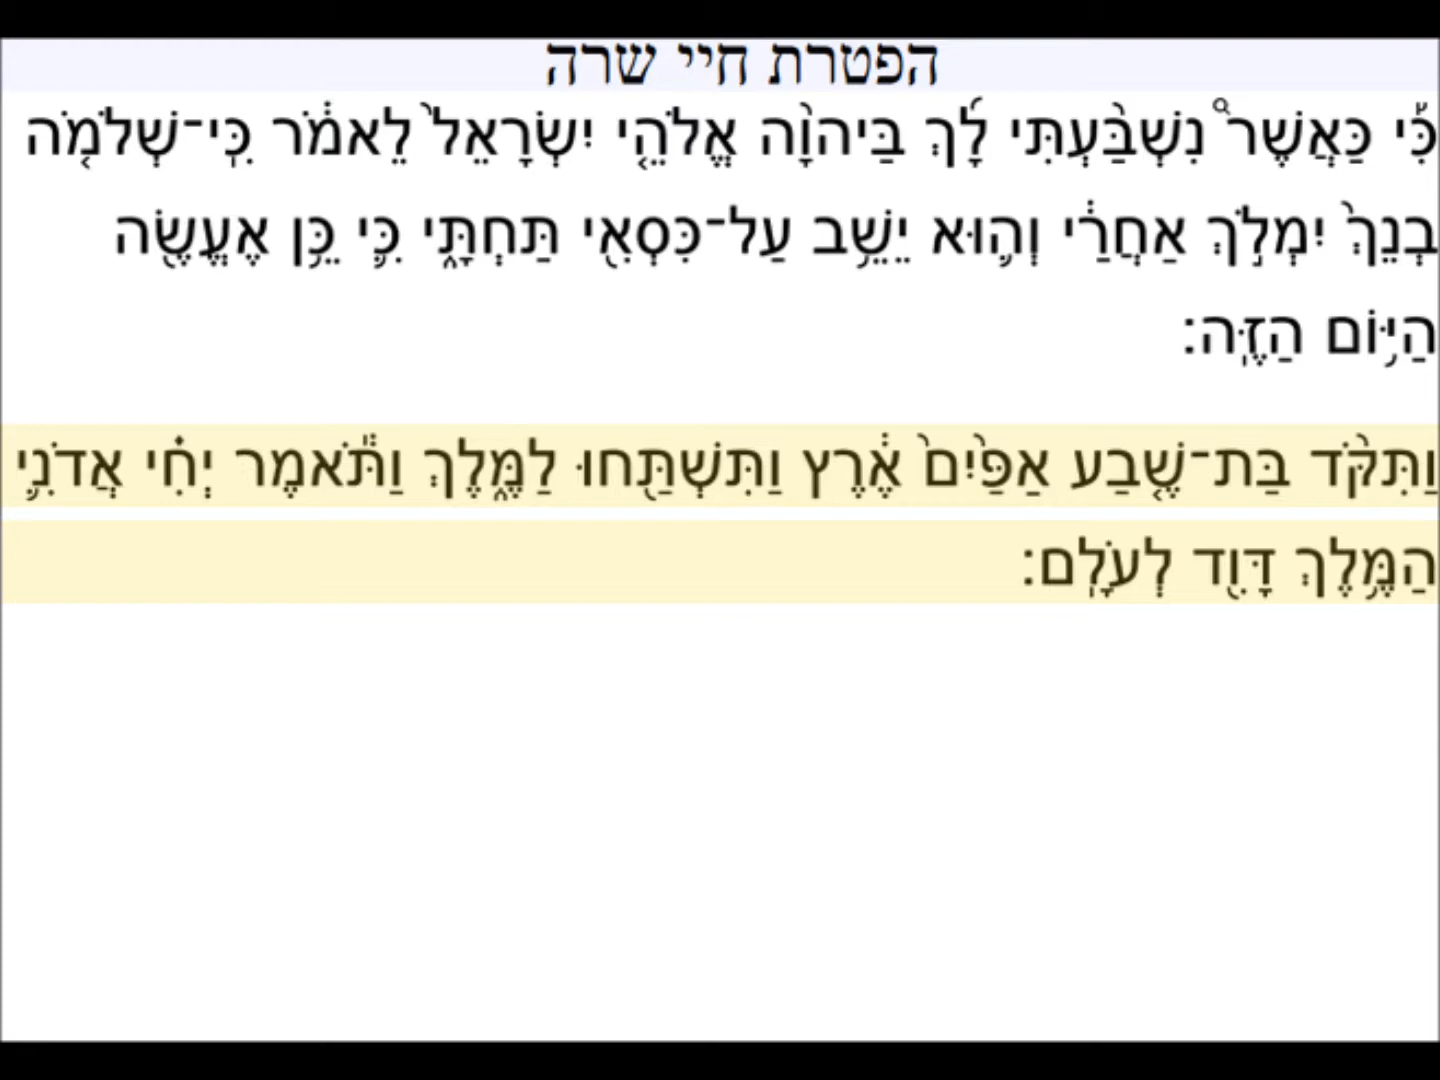 הפטרת חיי שרה
כִּ֡י כַּאֲשֶׁר֩ נִשְׁבַּ֨עְתִּי לָ֜ךְ בַּיהוָ֨ה אֱלֹהֵ֤י יִשְׂרָאֵל֙ לֵאמֹ֔ר כִּֽי־שְׁלֹמֹ֤ה
בְנֵךְ֙ יִמְלֹ֣ךְ אַחֲרַ֔י וְה֛וּא יֵשֵׁ֥ב עַל־כִּסְאִ֖י תַּחְתָּ֑י כִּ֛י כֵּ֥ן אֶעֱשֶׂ֖ה
הַיּ֥וֹם הַזֶּֽה׃
וַתִּקֹּ֨ד בַּת־שֶׁ֤בַע אַפַּ֙יִם֙ אֶ֔רֶץ וַתִּשְׁתַּ֖חוּ לַמֶּ֑לֶךְ וַתֹּ֕אמֶר יְחִ֗י אֲדֹנִ֛י
הַמֶּ֥לֶךְ דָּוִ֖ד לְעֹלָֽם׃